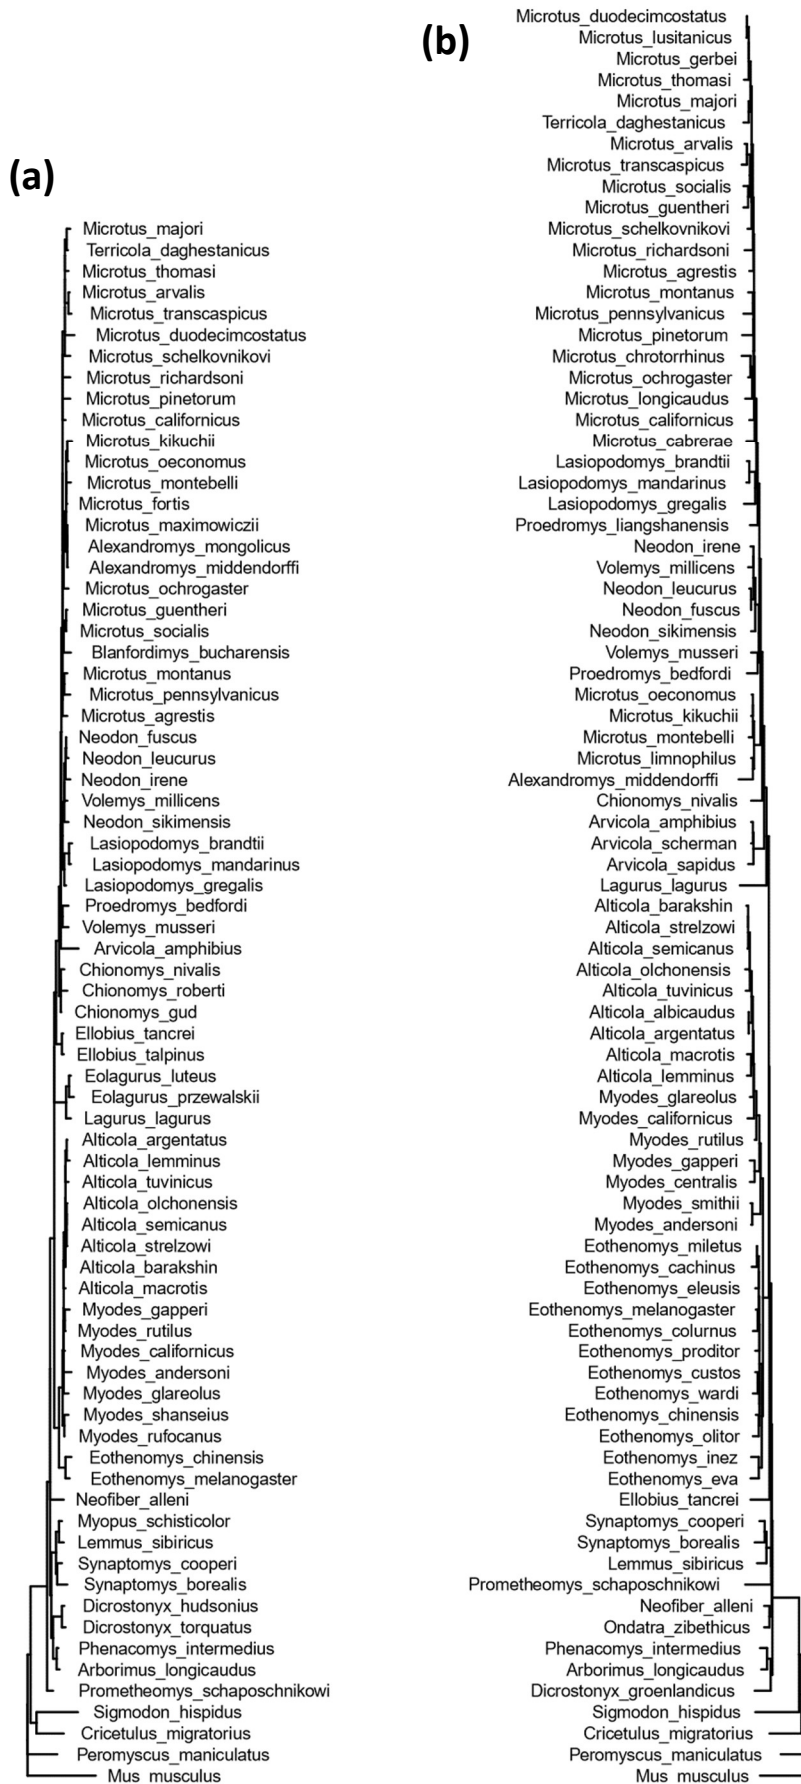 (a)
Microtus_majori
Terricola_daghestanicus
Microtus_thomasi
Microtus_arvalis
Microtus_transcaspicus
Microtus_duodecimcostatus
Microtus_schelkovnikovi
Microtus_richardsoni
Microtus_pinetorum
Microtus_californicus
Microtus_kikuchii
Microtus_oeconomus
Microtus_montebelli
Microtus_fortis
Microtus_maximowiczii
Alexandromys_mongolicus
Alexandromys_middendorffi
Microtus_ochrogaster
Microtus_guentheri
Microtus_socialis
Blanfordimys_bucharensis
Microtus_montanus
Microtus_pennsylvanicus
Microtus_agrestis
Neodon_fuscus
Neodon_leucurus
Neodon_irene
Volemys_millicens
Neodon_sikimensis
Lasiopodomys_brandtii
Lasiopodomys_mandarinus
Lasiopodomys_gregalis
Proedromys_bedfordi
Volemys_musseri
Arvicola_amphibius
Chionomys_nivalis
Chionomys_roberti
Chionomys_gud
Ellobius_tancrei
Ellobius_talpinus
Eolagurus_luteus
Eolagurus_przewalskii
Lagurus_lagurus
Alticola_argentatus
Alticola_lemminus
Alticola_tuvinicus
Alticola_olchonensis
Alticola_semicanus
Alticola_strelzowi
Alticola_barakshin
Alticola_macrotis
Myodes_gapperi
Myodes_rutilus
Myodes_californicus
Myodes_andersoni
Myodes_glareolus
Myodes_shanseius
Myodes_rufocanus
Eothenomys_chinensis
Eothenomys_melanogaster
Neofiber_alleni
Myopus_schisticolor
Lemmus_sibiricus
Synaptomys_cooperi
Synaptomys_borealis
Dicrostonyx_hudsonius
Dicrostonyx_torquatus
Phenacomys_intermedius
Arborimus_longicaudus
Prometheomys_schaposchnikowi
Sigmodon_hispidus
Cricetulus_migratorius
Peromyscus_maniculatus
Mus_musculus
(b)
Microtus_duodecimcostatus
Microtus_lusitanicus
Microtus_gerbei
Microtus_thomasi
Microtus_majori
Terricola_daghestanicus
Microtus_arvalis
Microtus_transcaspicus
Microtus_socialis
Microtus_guentheri
Microtus_schelkovnikovi
Microtus_richardsoni
Microtus_agrestis
Microtus_montanus
Microtus_pennsylvanicus
Microtus_pinetorum
Microtus_chrotorrhinus
Microtus_ochrogaster
Microtus_longicaudus
Microtus_californicus
Microtus_cabrerae
Lasiopodomys_brandtii
Lasiopodomys_mandarinus
Lasiopodomys_gregalis
Proedromys_liangshanensis
Neodon_irene
Volemys_millicens
Neodon_leucurus
Neodon_fuscus
Neodon_sikimensis
Volemys_musseri
Proedromys_bedfordi
Microtus_oeconomus
Microtus_kikuchii
Microtus_montebelli
Microtus_limnophilus
Alexandromys_middendorffi
Chionomys_nivalis
Arvicola_amphibius
Arvicola_scherman
Arvicola_sapidus
Lagurus_lagurus
Alticola_barakshin
Alticola_strelzowi
Alticola_semicanus
Alticola_olchonensis
Alticola_tuvinicus
Alticola_albicaudus
Alticola_argentatus
Alticola_macrotis
Alticola_lemminus
Myodes_glareolus
Myodes_californicus
Myodes_rutilus
Myodes_gapperi
Myodes_centralis
Myodes_smithii
Myodes_andersoni
Eothenomys_miletus
Eothenomys_cachinus
Eothenomys_eleusis
Eothenomys_melanogaster
Eothenomys_colurnus
Eothenomys_proditor
Eothenomys_custos
Eothenomys_wardi
Eothenomys_chinensis
Eothenomys_olitor
Eothenomys_inez
Eothenomys_eva
Ellobius_tancrei
Synaptomys_cooperi
Synaptomys_borealis
Lemmus_sibiricus
Prometheomys_schaposchnikowi
Neofiber_alleni
Ondatra_zibethicus
Phenacomys_intermedius
Arborimus_longicaudus
Dicrostonyx_groenlandicus
Sigmodon_hispidus
Cricetulus_migratorius
Peromyscus_maniculatus
Mus_musculus